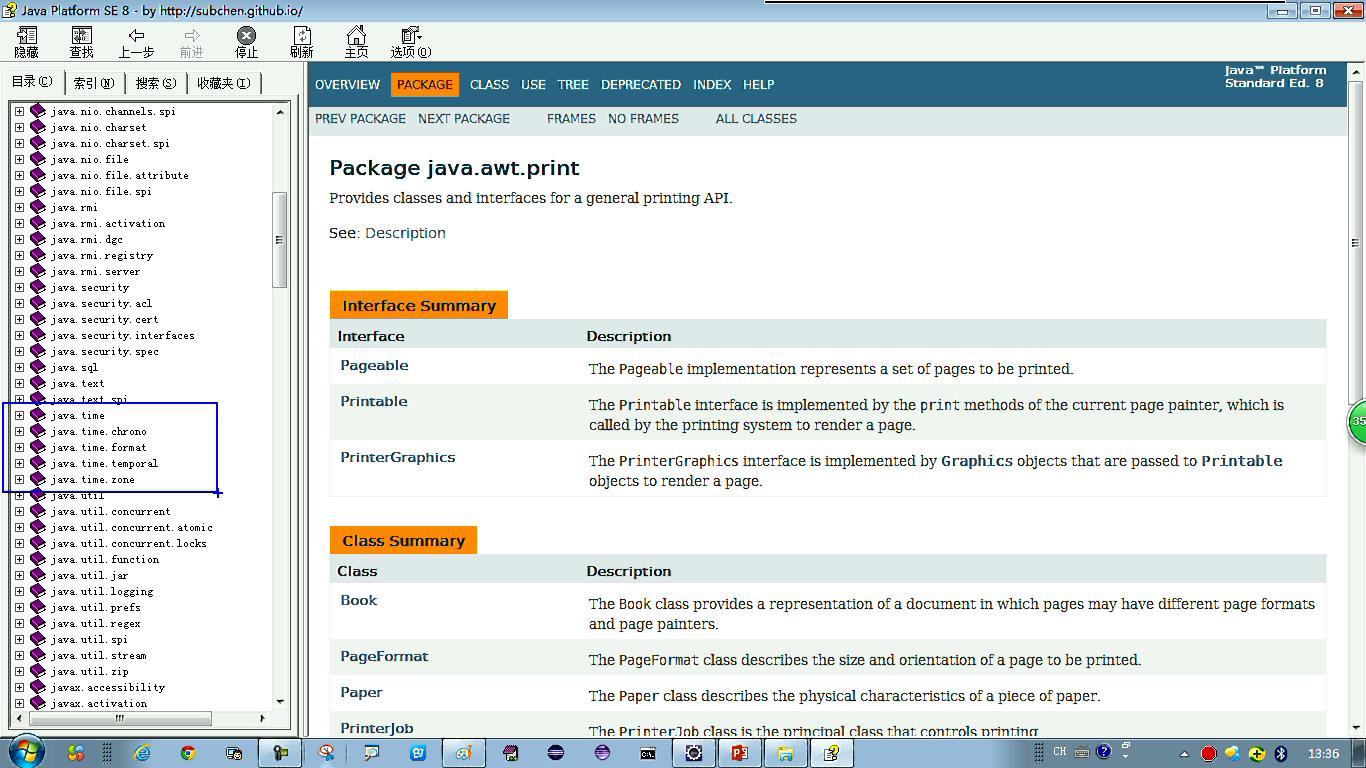 Java Platform SE 8 - by http://subchen.github.io/
隐藏 查找 上一步 前进 停止 刷新 主页 选项(O)
目录(C) 索引(N) 搜索(S) 收藏夹(I)
java.nio.channels.spi
java.nio.charset
java.nio.charset.spi
java.nio.file
java.nio.file.attribute
java.nio.file.spi
java.rmi
java.rmi.activation
java.rmi.dgc
java.rmi.registry
java.rmi.server
java.security
java.security.acl
java.security.cert
java.security.interfaces
java.security.spec
java.sql
java.text
java.text.spi
java.time
java.time.chrono
java.time.format
java.time.temporal
java.time.zone
java.util
java.util.concurrent
java.util.concurrent.atomic
java.util.concurrent.locks
java.util.function
java.util.jar
java.util.logging
java.util.prefs
java.util.regex
java.util.spi
java.util.stream
java.util.zip
javax.accessibility
javax.activation
OVERVIEW PACKAGE CLASS USE TREE DEPRECATED INDEX HELP
Java™ Platform
Standard Ed. 8
PREV PACKAGE NEXT PACKAGE FRAMES NO FRAMES ALL CLASSES
Package java.awt.print
Provides classes and interfaces for a general printing API.
See: Description
Interface Summary
Interface Description
Pageable The Pageable implementation represents a set of pages to be printed.
Printable The Printable interface is implemented by the print methods of the current page painter, which is
called by the printing system to render a page.
PrinterGraphics The PrinterGraphics interface is implemented by Graphics objects that are passed to Printable
objects to render a page.
Class Summary
Class Description
Book The Book class provides a representation of a document in which pages may have different page formats
and page painters.
PageFormat The PageFormat class describes the size and orientation of a page to be printed.
Paper The Paper class describes the physical characteristics of a piece of paper.
PrinterJob The PrinterJob class is the principal class that controls printing
35
CH 13:36